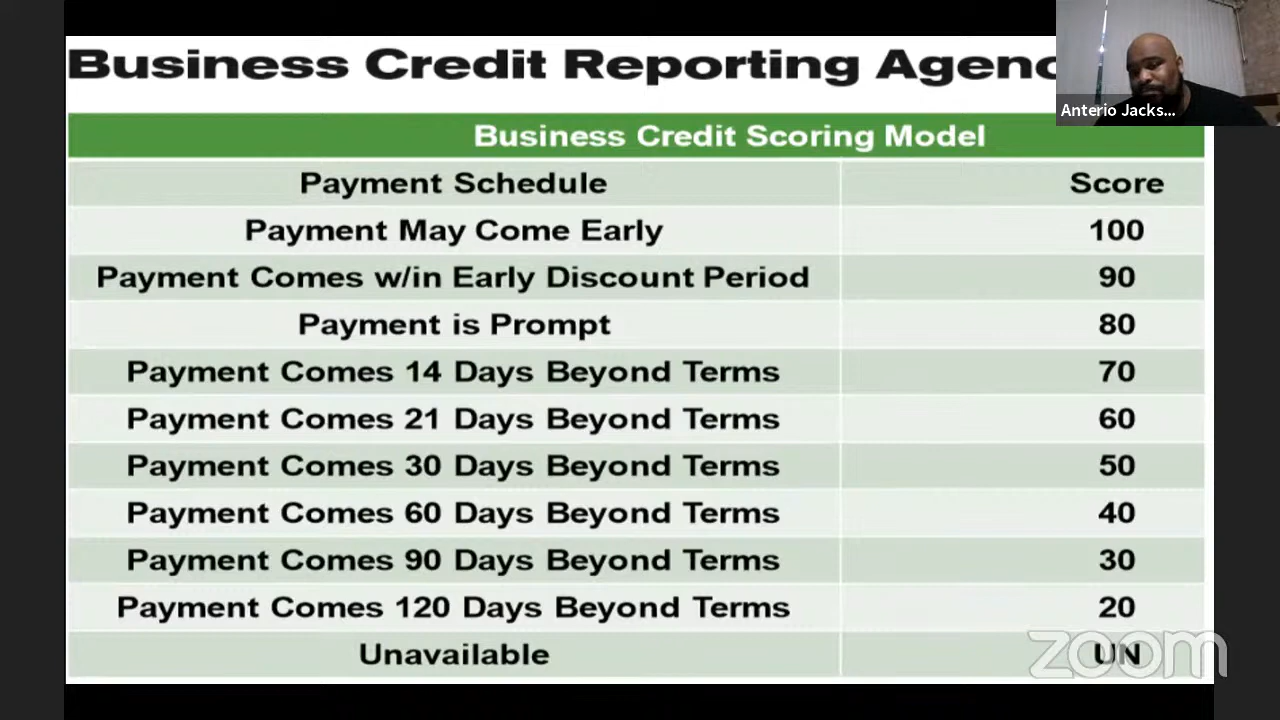 Business Credit Reporting Agenc
Anterio Jacks...
Business Credit Scoring Model
Payment Schedule Score
Payment May Come Early 100
Payment Comes w/in Early Discount Period 90
Payment is Prompt 80
Payment Comes 14 Days Beyond Terms 70
Payment Comes 21 Days Beyond Terms 60
Payment Comes 30 Days Beyond Terms 50
Payment Comes 60 Days Beyond Terms 40
Payment Comes 90 Days Beyond Terms 30
Payment Comes 120 Days Beyond Terms 20
Unavailable UN
zoom